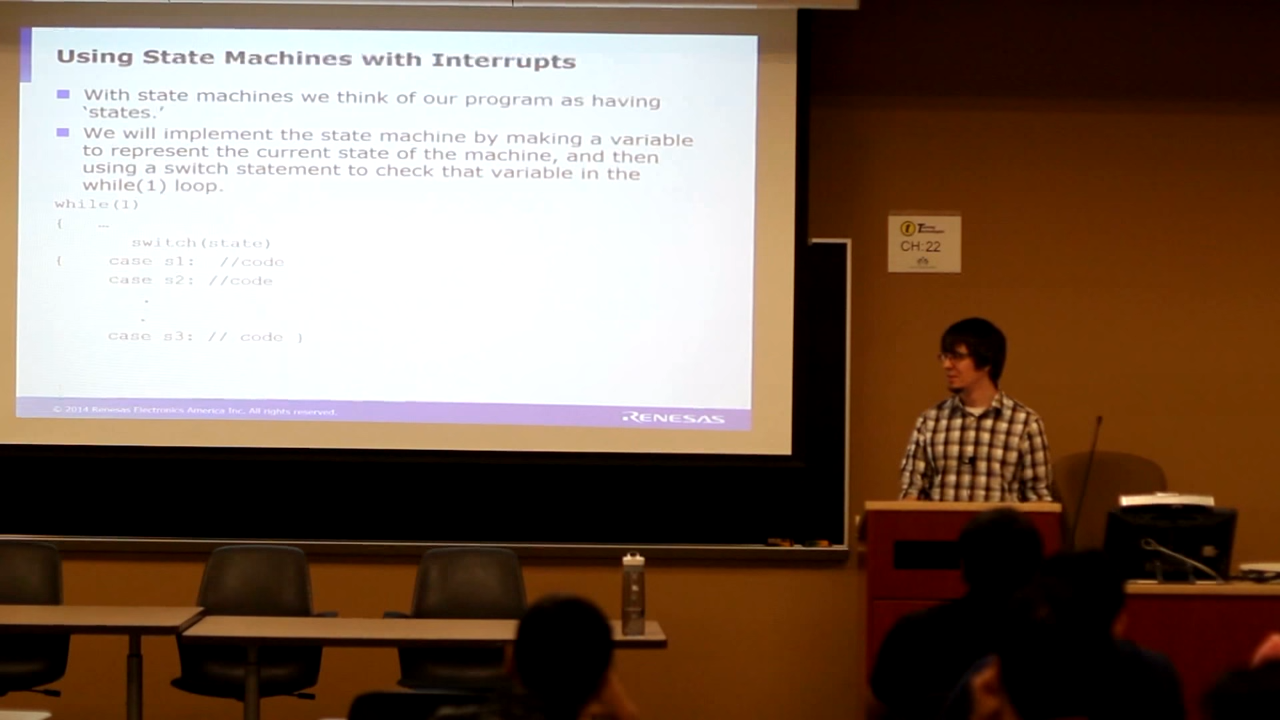 Using State Machines with Interrupts
With state machines we think of our program as having
‘states.’
We will implement the state machine by making a variable
to represent the current state of the machine, and then
using a switch statement to check that variable in the
while(1) loop.
while(1)
{ …
switch(state)
{ case s1: //code
case s2: //code
.
.
case s3: // code }
© 2014 Renesas Electronics America Inc. All rights reserved.
RENESAS
CH:22